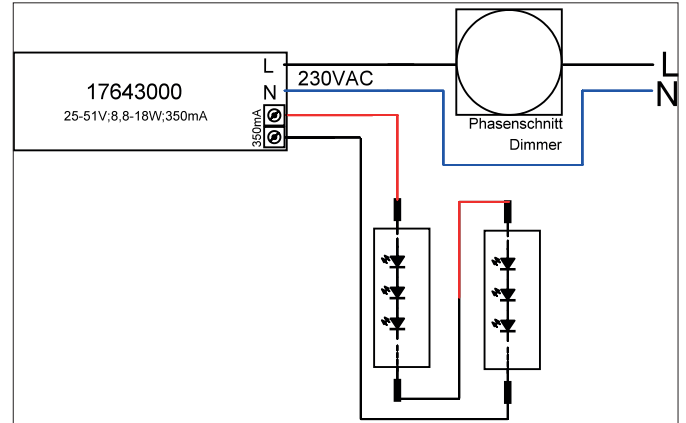 L
230VAC
N
17643000
25-51V;8,8-18W;350mA
350mA
L
N
Phasenschnitt
Dimmer